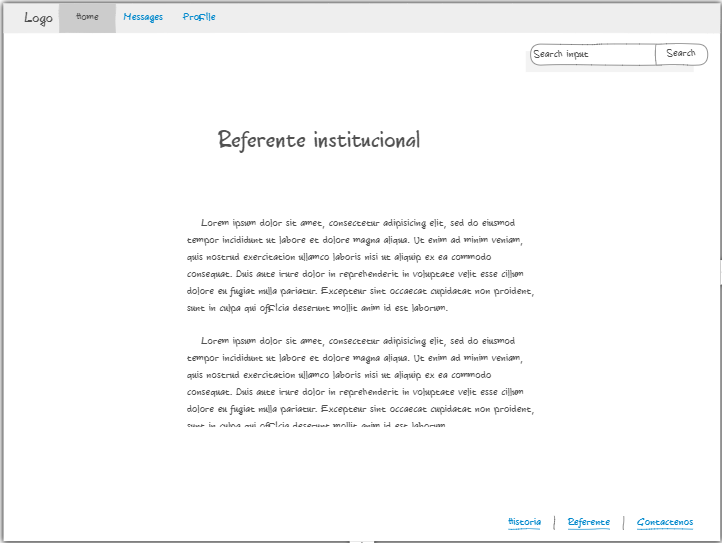 Logo Home Messages Profile
Search input Search
Referente institucional
Lorem ipsum dolor sit amet, consectetur adipisicing elit, sed do eiusmod
tempor incididunt ut labore et dolore magna aliqua. Ut enim ad minim veniam,
quis nostrud exercitation ullamco laboris nisi ut aliquip ex ea commodo
consequat. Duis aute irure dolor in reprehenderit in voluptate velit esse cillum
dolore eu fugiat nulla pariatur. Excepteur sint occaecat cupidatat non proident,
sunt in culpa qui officia deserunt mollit anim id est laborum.
Lorem ipsum dolor sit amet, consectetur adipisicing elit, sed do eiusmod
tempor incididunt ut labore et dolore magna aliqua. Ut enim ad minim veniam,
quis nostrud exercitation ullamco laboris nisi ut aliquip ex ea commodo
consequat. Duis aute irure dolor in reprehenderit in voluptate velit esse cillum
dolore eu fugiat nulla pariatur. Excepteur sint occaecat cupidatat non proident,
sunt in culpa qui officia deserunt mollit anim id est laborum.
Historia | Referente | Contactenos